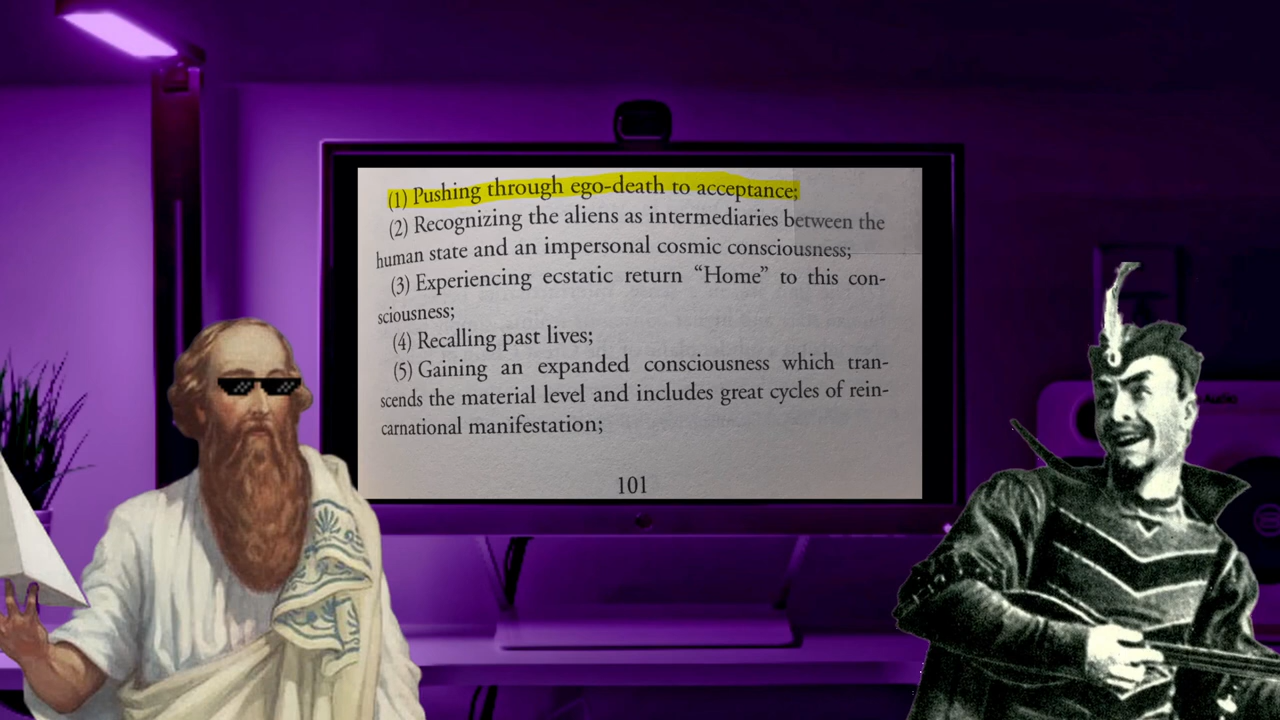 (1) Pushing through ego-death to acceptance;
(2) Recognizing the aliens as intermediaries between the
human state and an impersonal cosmic consciousness;
(3) Experiencing ecstatic return “Home” to this con-
sciousness;
(4) Recalling past lives;
(5) Gaining an expanded consciousness which tran-
scends the material level and includes great cycles of rein-
carnational manifestation;
101